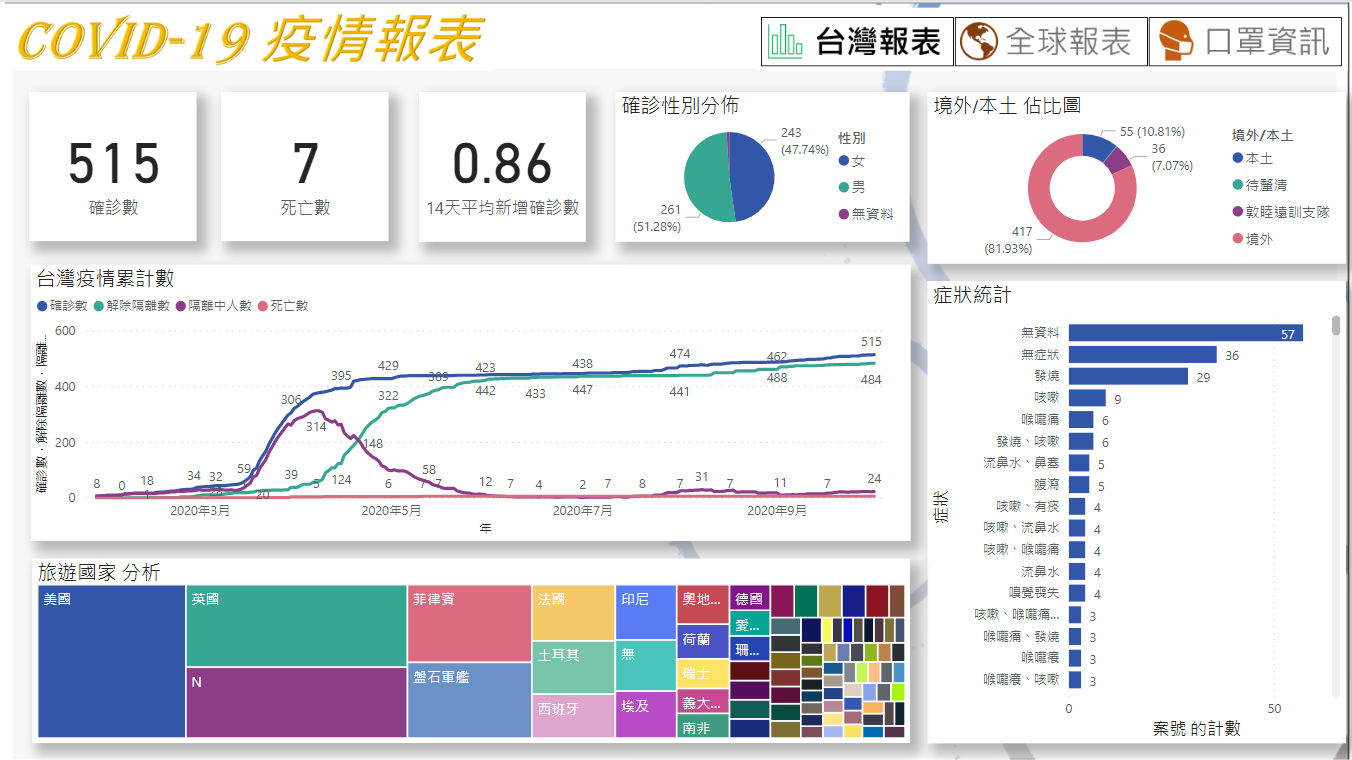 COVID-19 疫情報表
台灣報表
全球報表
口罩資訊
515
確診數
7
死亡數
0.86
14天平均新增確診數
確診性別分佈
243
(47.74%)
261
(51.28%)
性別
女
男
無資料
境外/本土 佔比圖
55 (10.81%)
36
(7.07%)
417
(81.93%)
境外/本土
本土
待釐清
敦睦遠訓支隊
境外
台灣疫情累計數
確診數 解除隔離數 隔離中人數 死亡數
600
400
200
0
8 0 18 34 32 59 306 395 429 423 438 474 462 515
39 314 124 148 322 389 442 433 447 441 488 484
1 28 20 5 6 7 7 58 12 7 4 2 7 8 7 31 7 11 7 24
2020年3月 2020年5月 2020年7月 2020年9月
年
症狀統計
症狀
無資料 57
無症狀 36
發燒 29
咳嗽 9
喉嚨痛 6
發燒、咳嗽 6
流鼻水、鼻塞 5
腹瀉 5
咳嗽、有痰 4
咳嗽、流鼻水 4
咳嗽、喉嚨痛 4
流鼻水 4
嗅覺喪失 4
咳嗽、喉嚨痛... 3
喉嚨痛、發燒 3
喉嚨癢 3
喉嚨癢、咳嗽 3
0 50
案號 的計數
旅遊國家 分析
美國
英國
N
菲律賓
盤石軍艦
法國
土耳其
西班牙
印尼
無
埃及
奧地...
荷蘭
瑞士
義大...
南非
德國
愛...
珊...